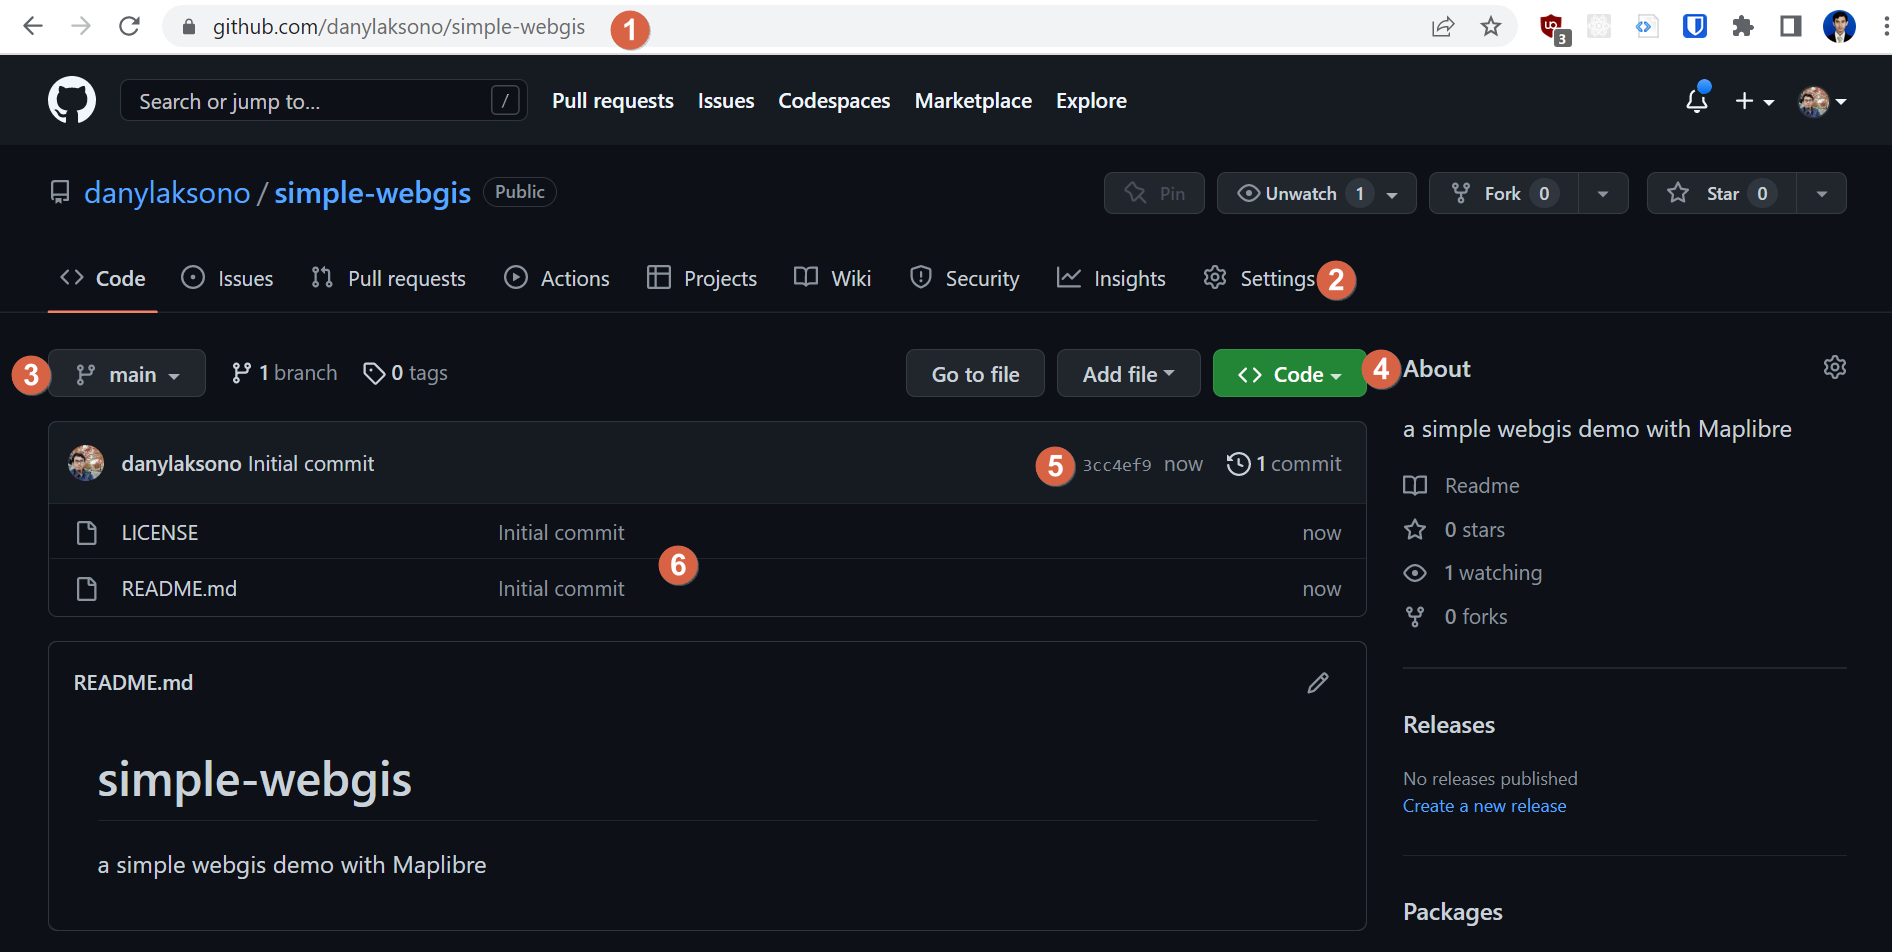 github.com/danylaksono/simple-webgis 1
3
Search or jump to... / Pull requests Issues Codespaces Marketplace Explore
danylaksono / simple-webgis Public Pin Unwatch 1 Fork 0 Star 0
Code Issues Pull requests Actions Projects Wiki Security Insights Settings 2
3 main 1 branch 0 tags Go to file Add file Code 4
danylaksono Initial commit 5 3cc4ef9 now 1 commit
LICENSE Initial commit now
6
README.md Initial commit now
README.md
simple-webgis
a simple webgis demo with Maplibre
About
a simple webgis demo with Maplibre
Readme
0 stars
1 watching
0 forks
Releases
No releases published
Create a new release
Packages